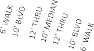 6' WALK
10' BLVD
12' THRU
10' MEDIAN
12' THRU
10' BLVD
6' WALK